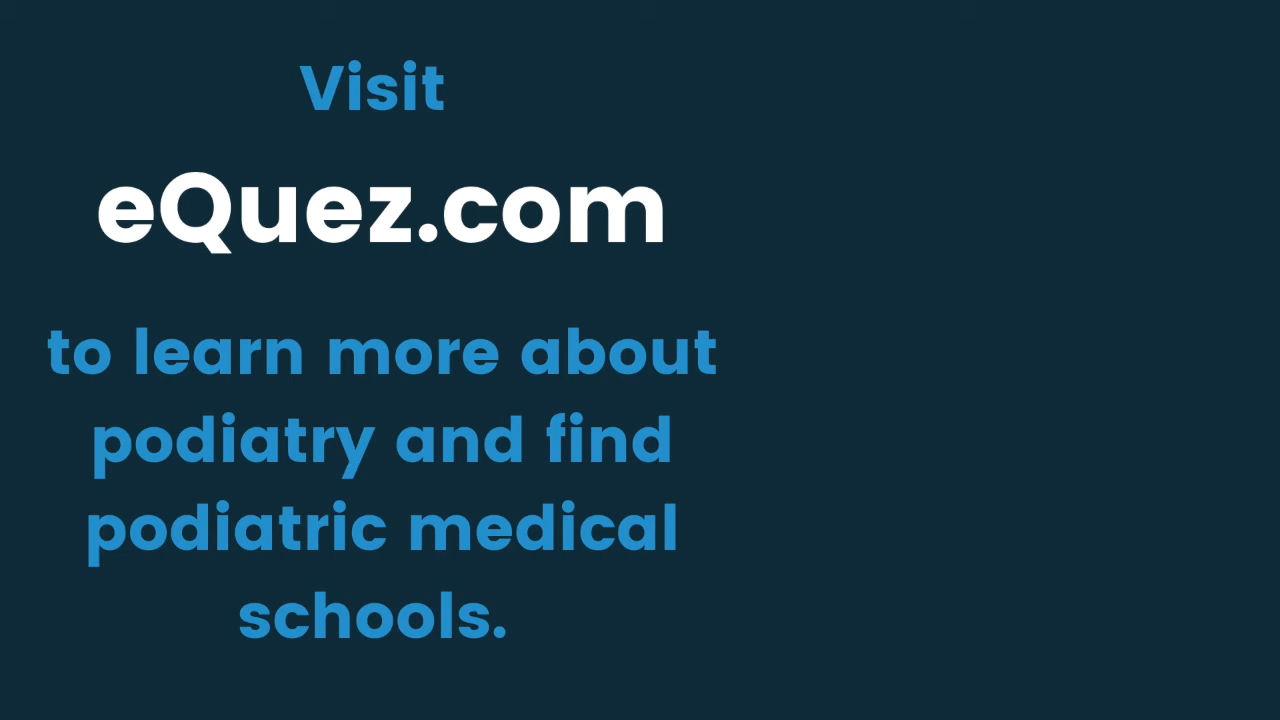 Visit
eQuez.com
to learn more about
podiatry and find
podiatric medical
schools.